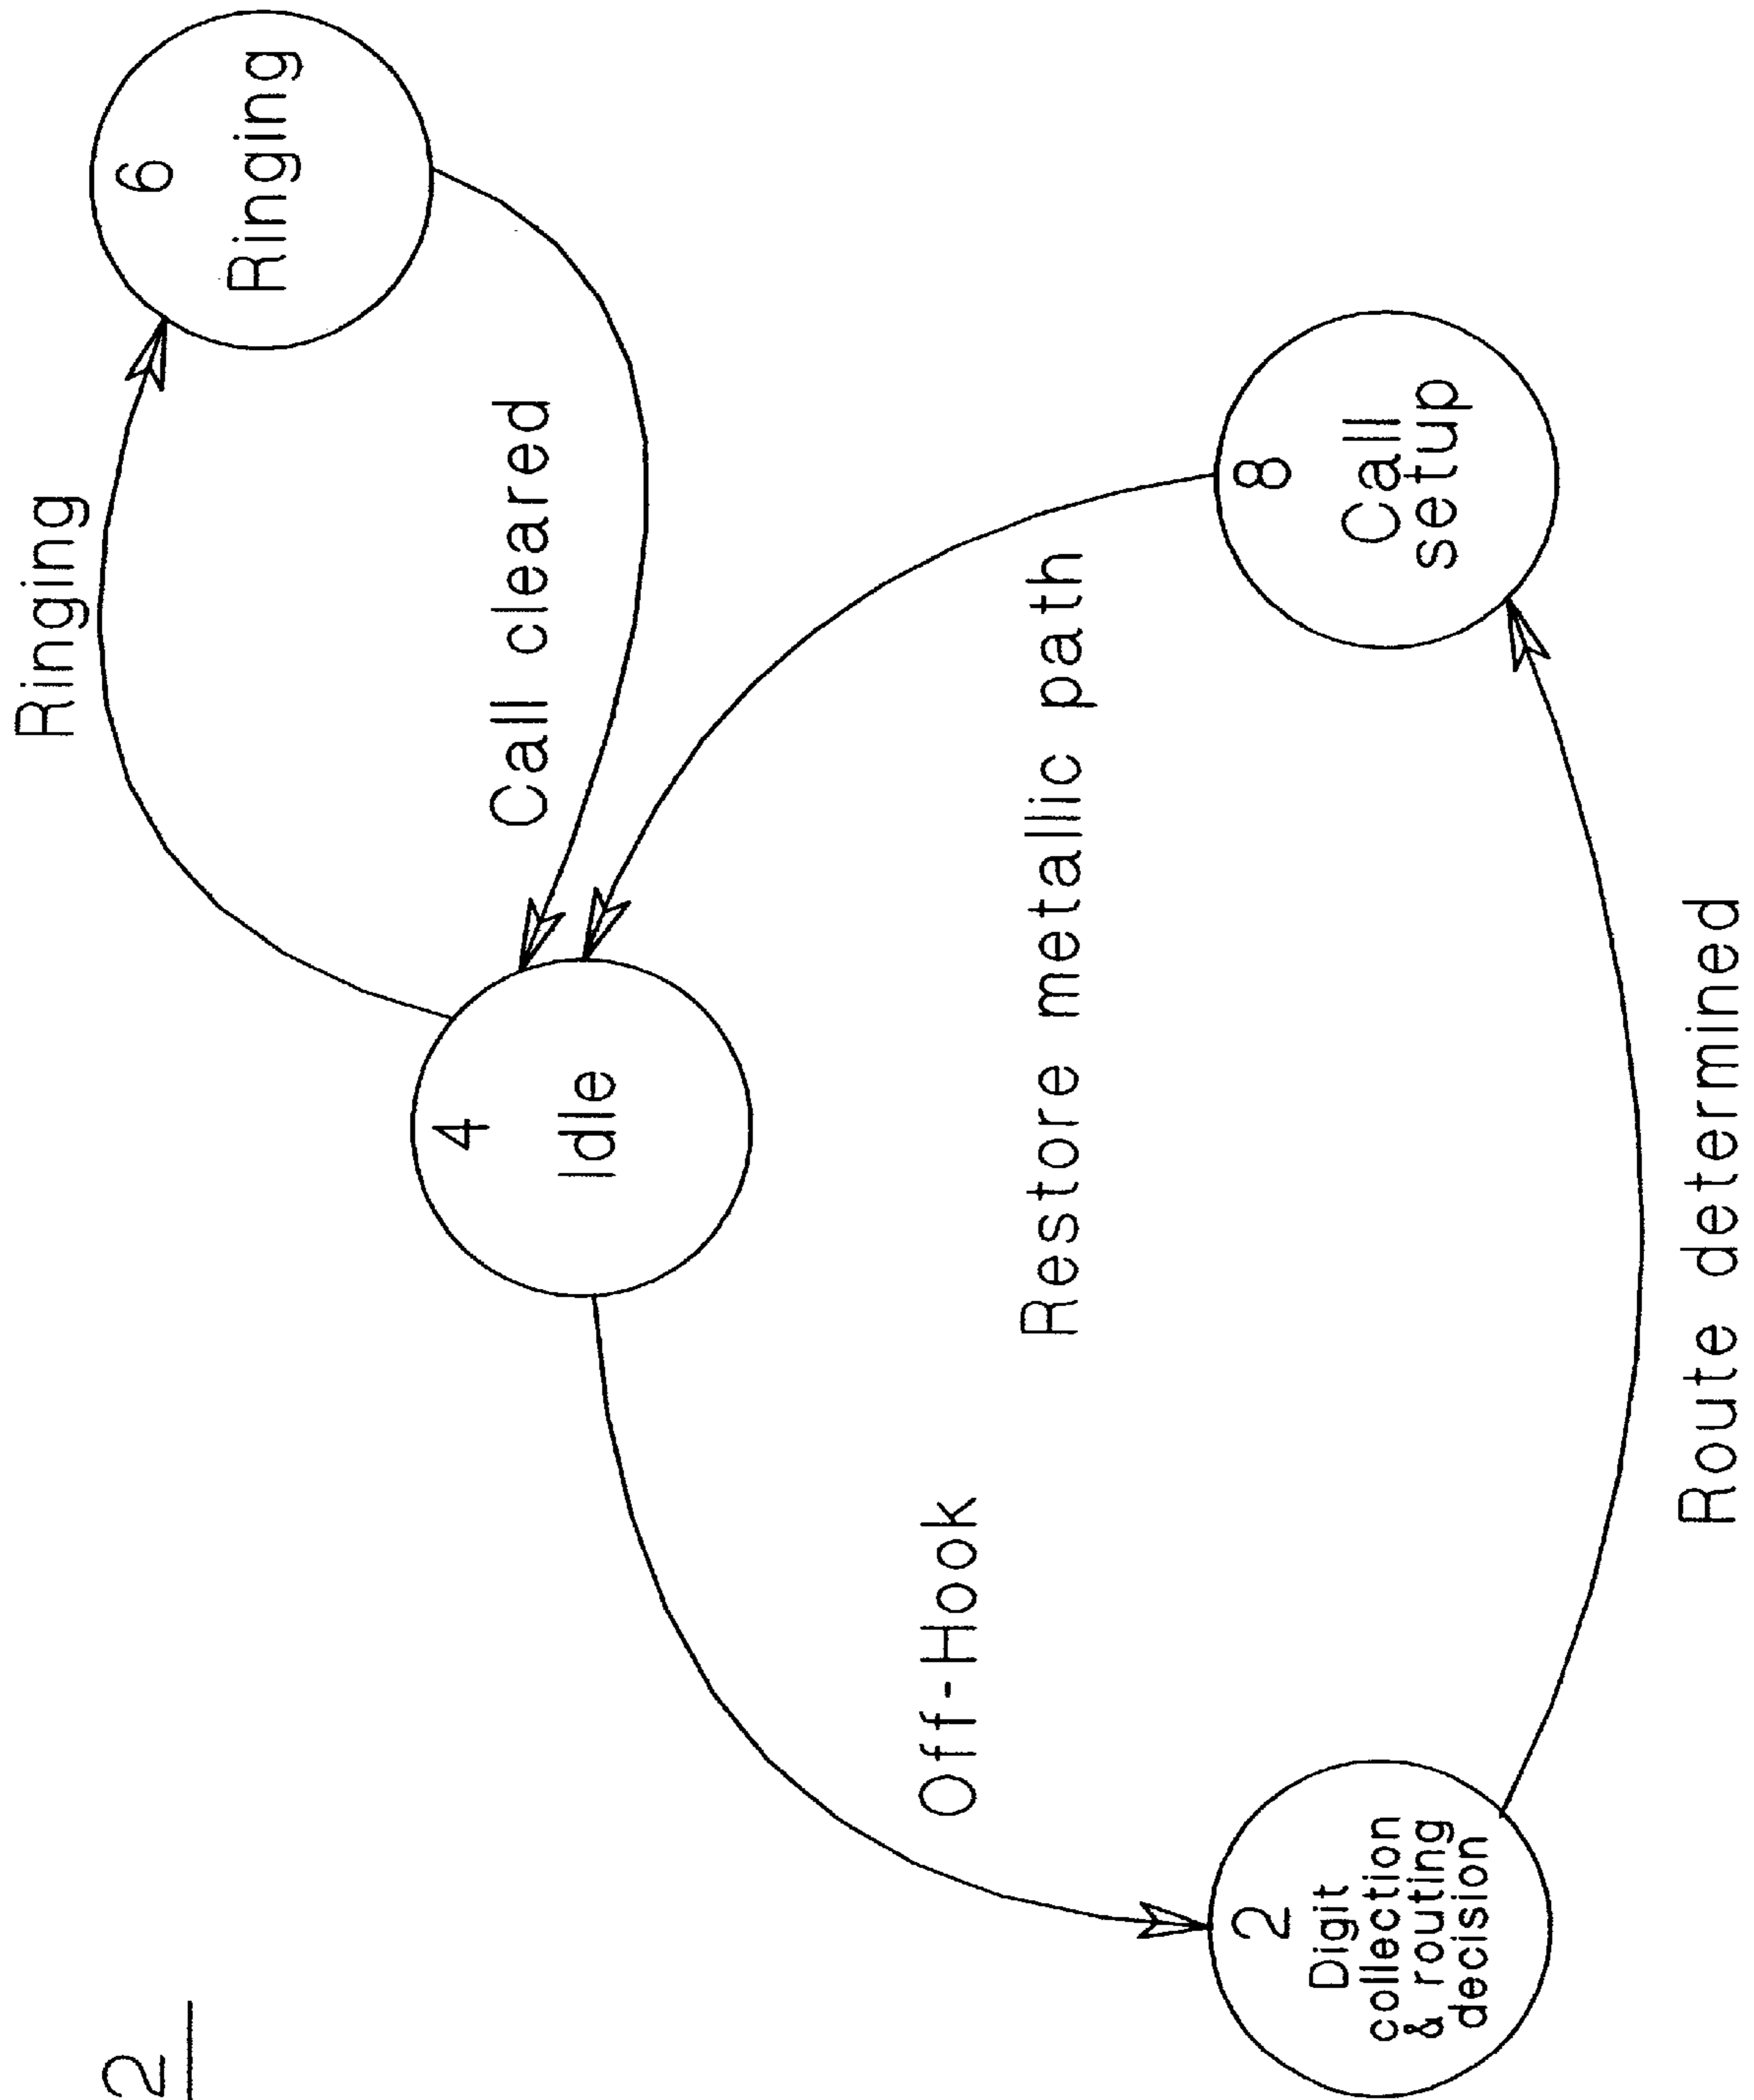 2
Ringing
6
Ringing
4
Idle
Call cleared
Off-Hook
Restore metallic path
2
Digit
collection
& routing
decision
8
Call
setup
Route determined